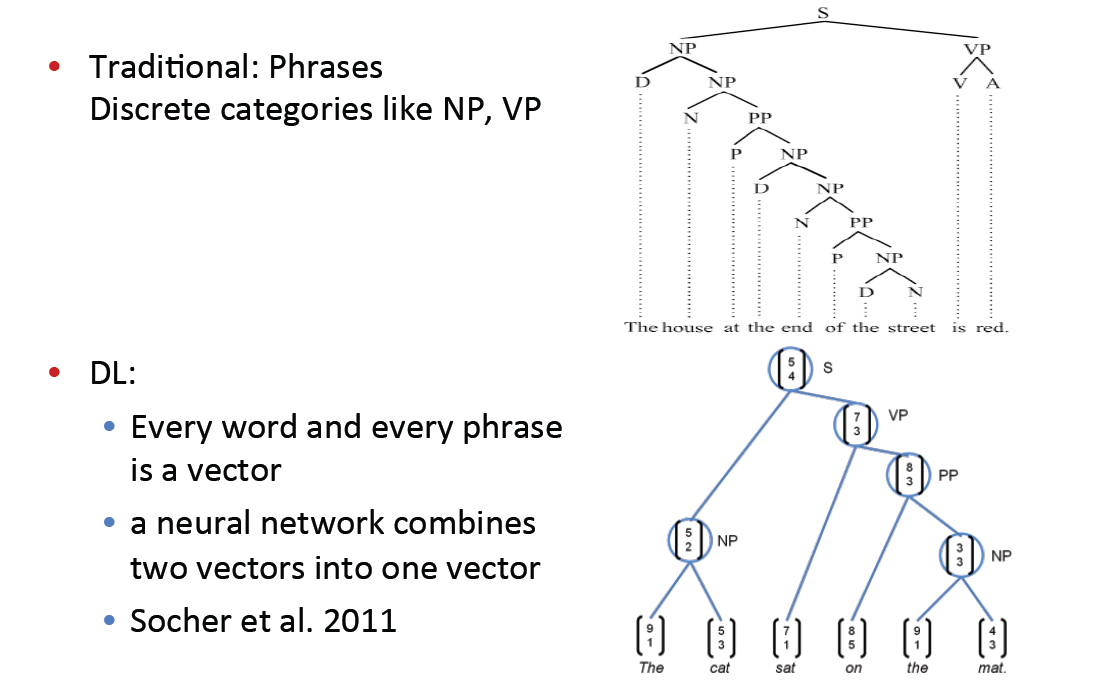 • Traditional: Phrases
Discrete categories like NP, VP
S
NP VP
D NP V A
N PP
P NP
D NP
N PP
P NP
D N
The house at the end of the street is red.
• DL:
• Every word and every phrase
is a vector
• a neural network combines
two vectors into one vector
• Socher et al. 2011
5
4
S
7
3
VP
8
3
PP
5
2
NP
3
3
NP
9 5 7 8 9 4
1 3 1 5 1 3
The cat sat on the mat.